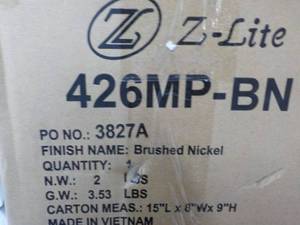 Z-Lite
426MP-BN
PO NO.: 3827A
FINISH NAME: Brushed Nickel
QUANTITY: 1
N.W.: 2 LBS
G.W.: 3.53 LBS
CARTON MEAS.: 15"L x 8"Wx 9"H
MADE IN VIETNAM